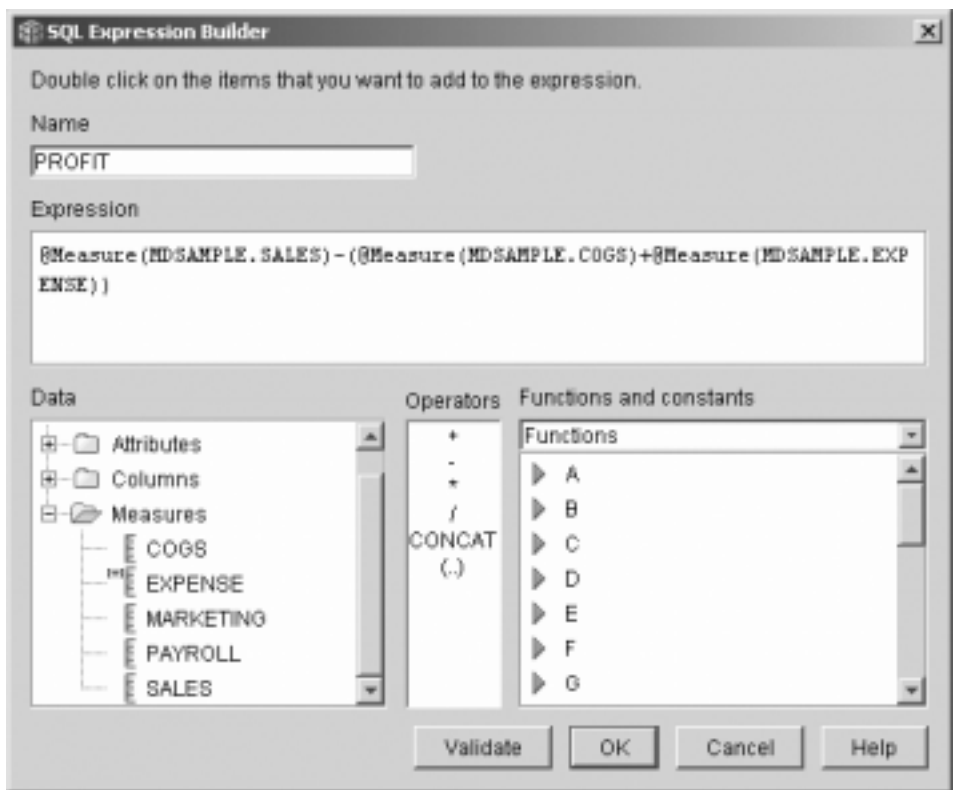 SQL Expression Builder
Double click on the items that you want to add to the expression.
Name
PROFIT
Expression
@Measure(MDSAMPLE.SALES)-(@Measure(MDSAMPLE.COGS)+@Measure(MDSAMPLE.EXP
ENSE))
Data
Attributes
Columns
Measures
COGS
EXPENSE
MARKETING
PAYROLL
SALES
Operators
+
-
*
/
CONCAT
(..)
Functions and constants
Functions
A
B
C
D
E
F
G
Validate
OK
Cancel
Help